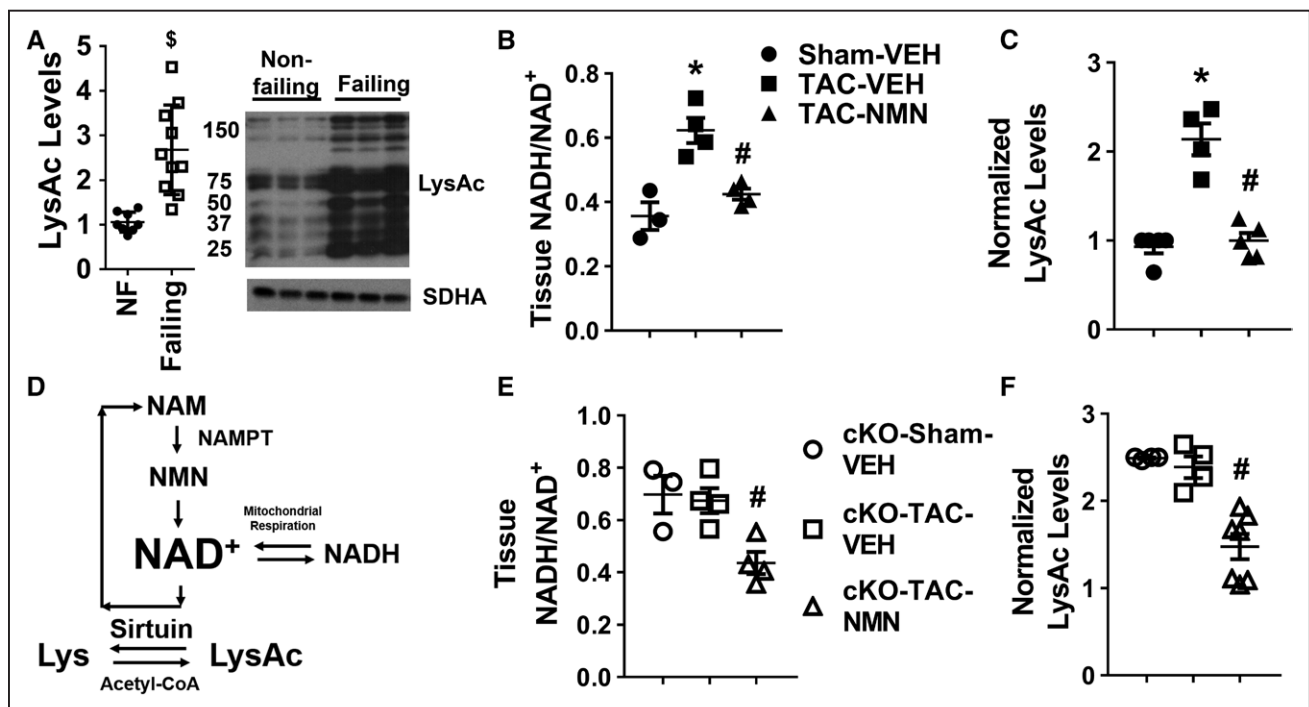 A
LysAc Levels
5
4
3
2
1
0
$
NF
Failing
Non-
failing
Failing
150
75
50
37
25
LysAc
SDHA
B
Tissue NADH/NAD+
0.8
0.6
0.4
0.2
0.0
*
#
Sham-VEH
TAC-VEH
TAC-NMN
C
Normalized
LysAc Levels
3
2
1
0
*
#
D
NAM
NAMPT
NMN
Mitochondrial
Respiration
NAD+
NADH
Sirtuin
Lys
LysAc
Acetyl-CoA
E
Tissue
NADH/NAD+
1.0
0.8
0.6
0.4
0.2
0.0
#
cKO-Sham-
VEH
cKO-TAC-
VEH
cKO-TAC-
NMN
F
Normalized
LysAc Levels
3
2
1
0
#